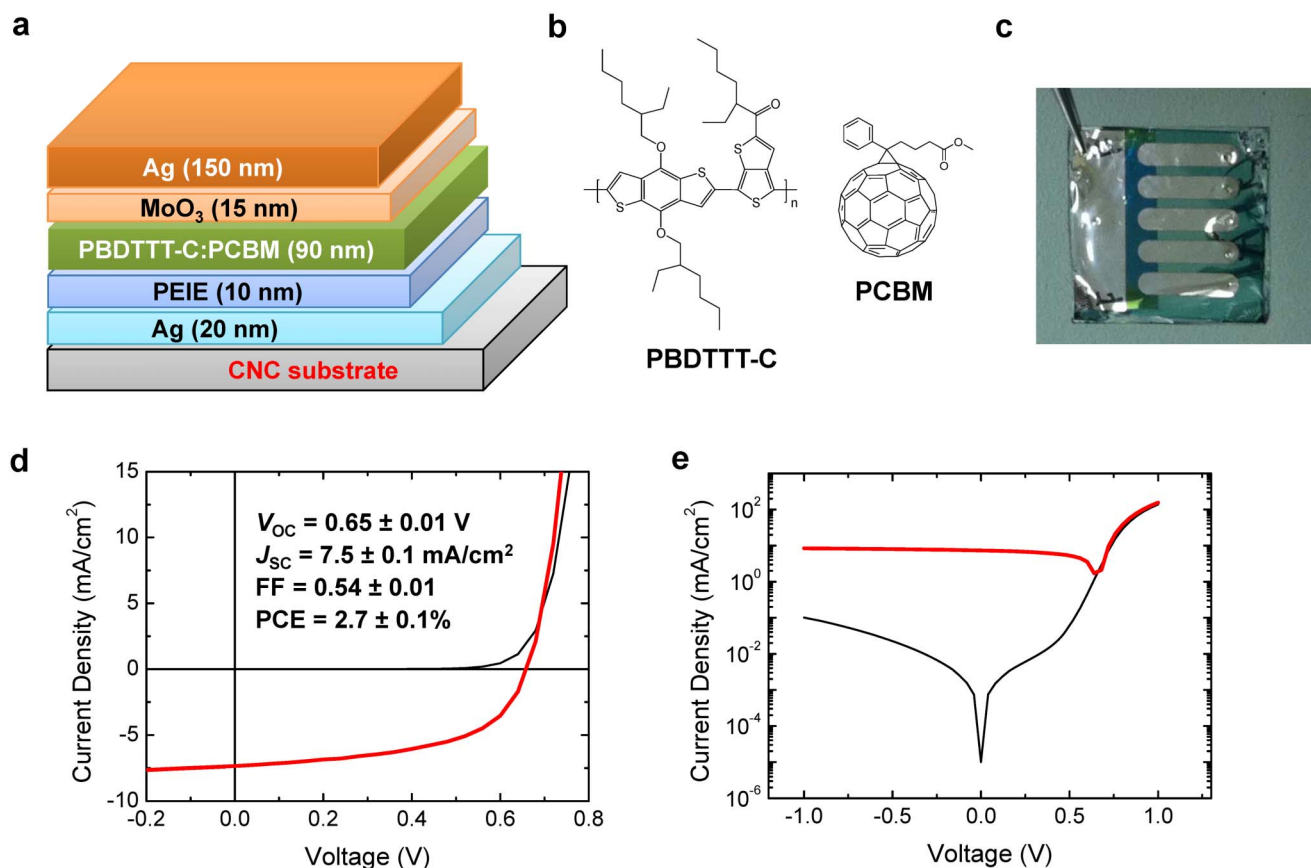 a
Ag (150 nm)
MoO3 (15 nm)
PBDTTT-C:PCBM (90 nm)
PEIE (10 nm)
Ag (20 nm)
CNC substrate
b
O
S
O
S
S
S
O
n
PBDTTT-C
O
O
PCBM
c
d
Current Density (mA/cm²)
15
10
5
0
-5
-10
VOC = 0.65 ± 0.01 V
JSC = 7.5 ± 0.1 mA/cm²
FF = 0.54 ± 0.01
PCE = 2.7 ± 0.1%
-0.2 0.0 0.2 0.4 0.6 0.8
Voltage (V)
e
Current Density (mA/cm²)
10²
10⁰
10⁻²
10⁻⁴
10⁻⁶
-1.0 -0.5 0.0 0.5 1.0
Voltage (V)